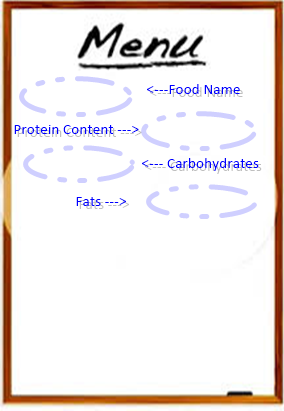 Menu
<---Food Name
Protein Content --->
<--- Carbohydrates
Fats --->